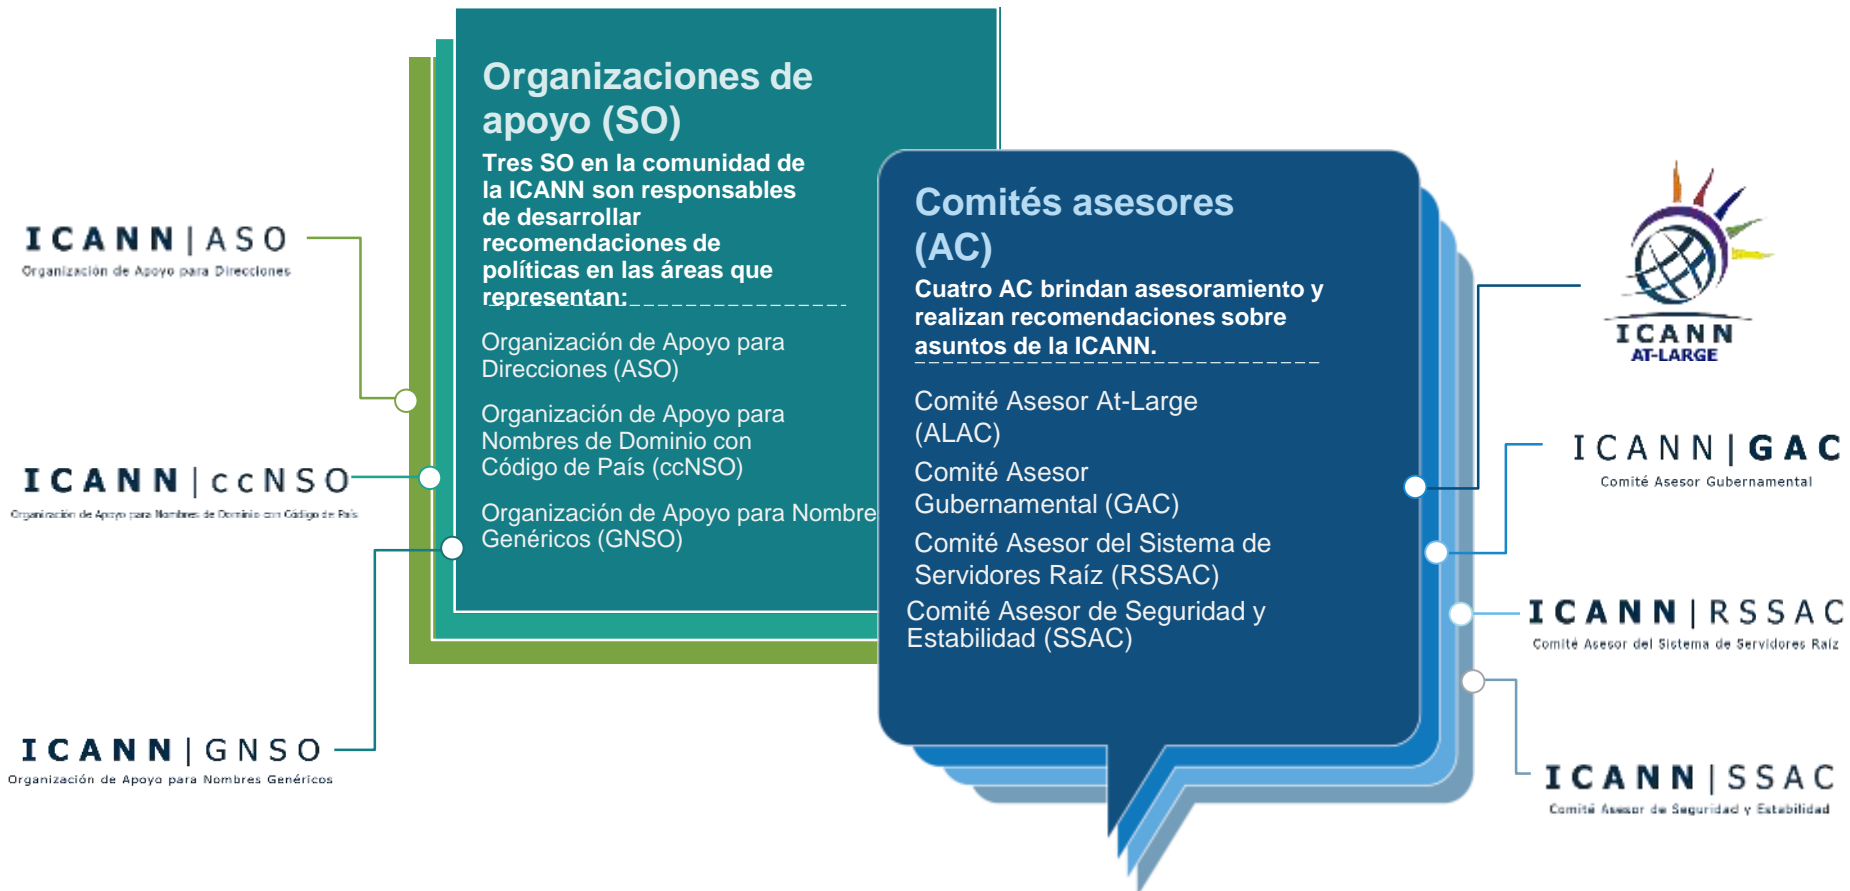 Organizaciones de
apoyo (SO)
Tres SO en la comunidad de
la ICANN son responsables
de desarrollar
recomendaciones de
políticas en las áreas que
representan:
Organización de Apoyo para
Direcciones (ASO)
Organización de Apoyo para
Nombres de Dominio con
Código de País (ccNSO)
Organización de Apoyo para Nombre
Genéricos (GNSO)
ICANN|ASO
Organización de Apoyo para Direcciones
ICANN|ccNSO
Organización de Apoyo para Nombres de Dominio con Código de País
ICANN|GNSO
Organización de Apoyo para Nombres Genéricos
Comités asesores
(AC)
Cuatro AC brindan asesoramiento y
realizan recomendaciones sobre
asuntos de la ICANN.
Comité Asesor At-Large
(ALAC)
Comité Asesor
Gubernamental (GAC)
Comité Asesor del Sistema de
Servidores Raíz (RSSAC)
Comité Asesor de Seguridad y
Estabilidad (SSAC)
ICANN
AT-LARGE
ICANN|GAC
Comité Asesor Gubernamental
ICANN|RSSAC
Comité Asesor del Sistema de Servidores Raíz
ICANN|SSAC
Comité Asesor de Seguridad y Estabilidad